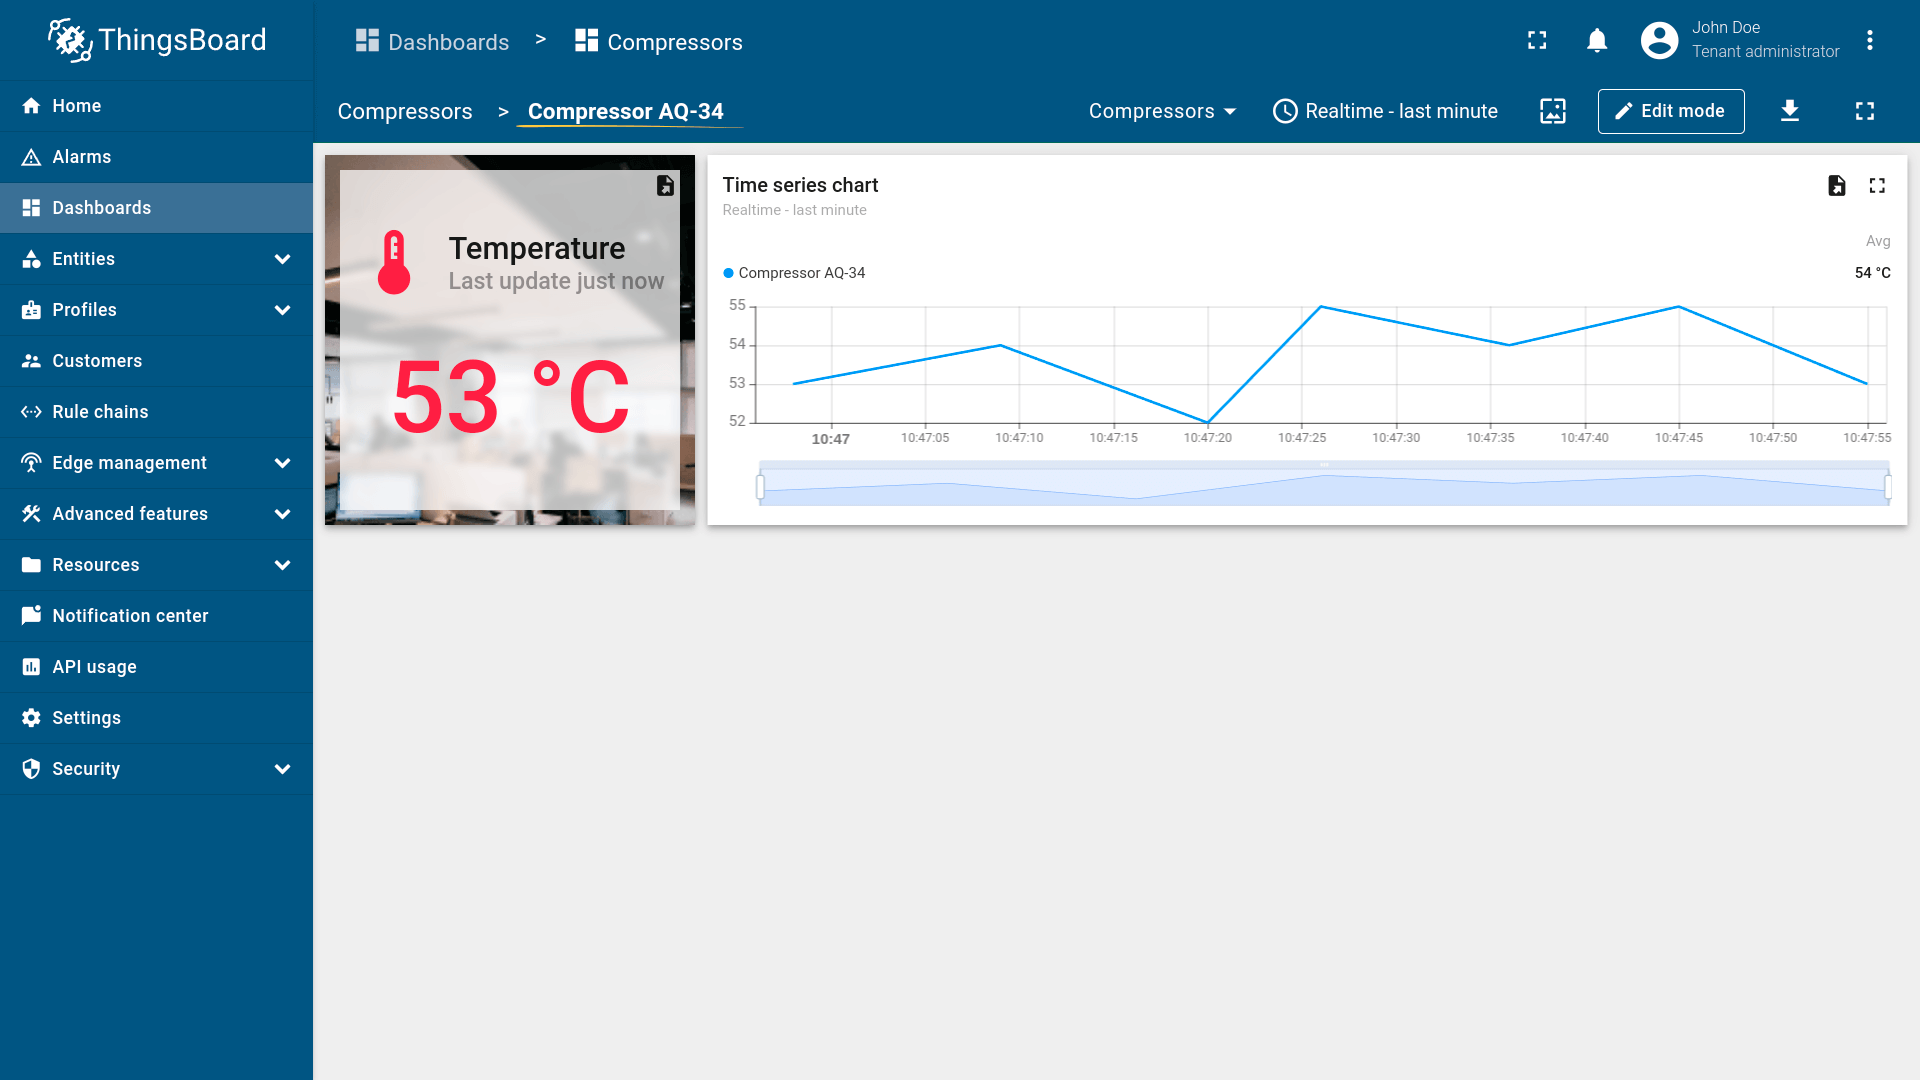 ThingsBoard
Dashboards > Compressors
John Doe
Tenant administrator
Compressors > Compressor AQ-34
Compressors
Realtime - last minute
Edit mode
Home
Alarms
Dashboards
Entities
Profiles
Customers
Rule chains
Edge management
Advanced features
Resources
Notification center
API usage
Settings
Security
Temperature
Last update just now
53 °C
Time series chart
Realtime - last minute
Avg
Compressor AQ-34
54 °C
55
54
53
52
10:47 10:47:05 10:47:10 10:47:15 10:47:20 10:47:25 10:47:30 10:47:35 10:47:40 10:47:45 10:47:50 10:47:55